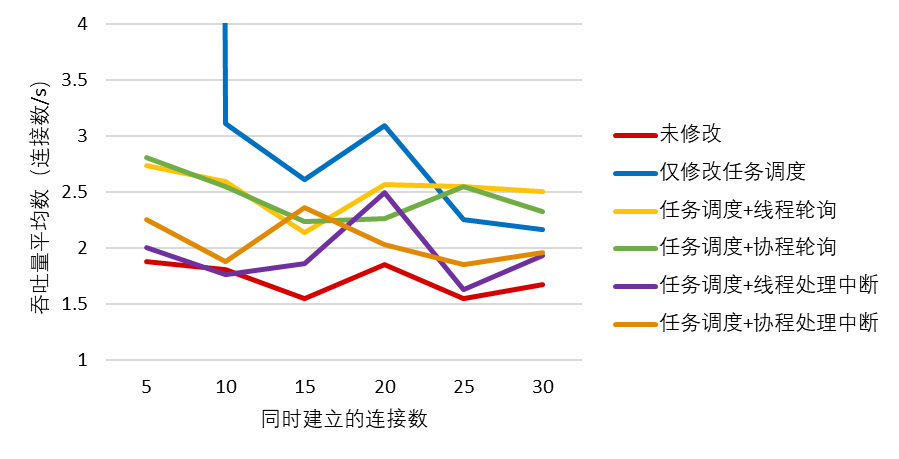 4
3.5
3
2.5
2
1.5
1
吞吐量平均数（连接数/s）
5 10 15 20 25 30
同时建立的连接数
未修改
仅修改任务调度
任务调度+线程轮询
任务调度+协程轮询
任务调度+线程处理中断
任务调度+协程处理中断